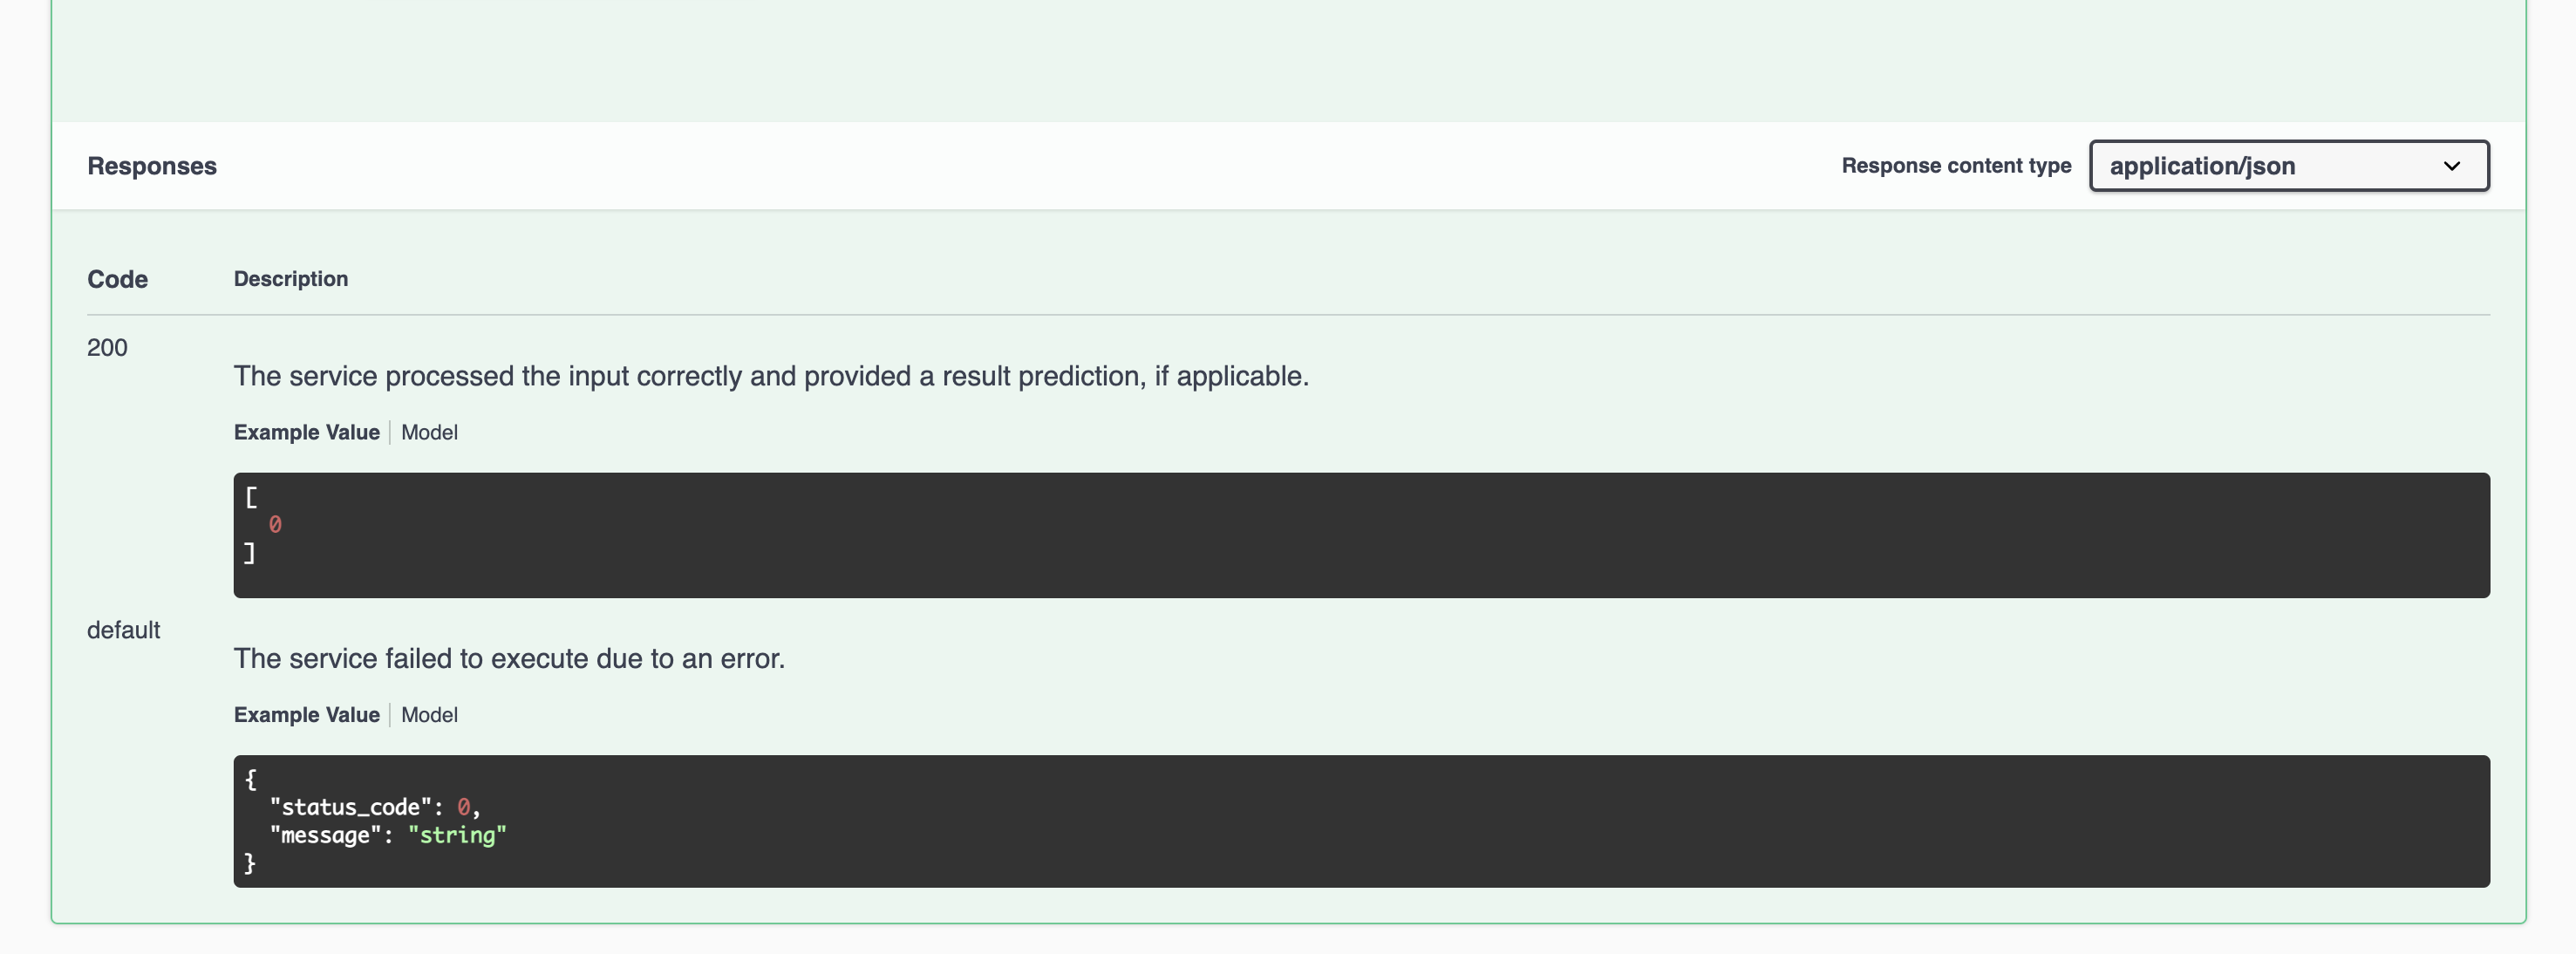 Responses
Response content type application/json
Code Description
200
The service processed the input correctly and provided a result prediction, if applicable.
Example Value Model
[
  0
]
default
The service failed to execute due to an error.
Example Value Model
{
  "status_code": 0,
  "message": "string"
}